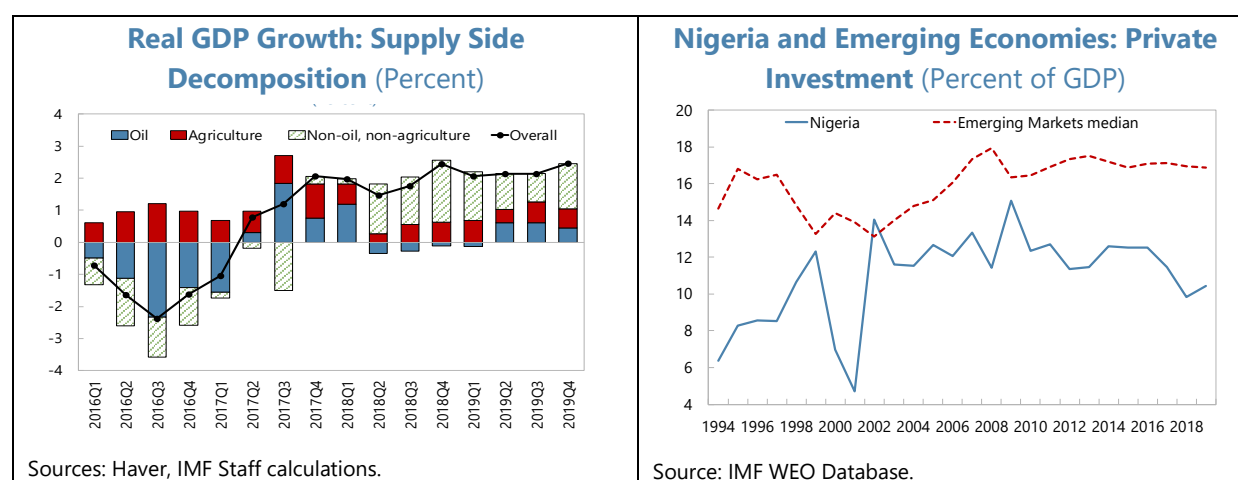 Real GDP Growth: Supply Side
Decomposition (Percent)
4
3
2
1
0
-1
-2
-3
-4
Oil Agriculture Non-oil, non-agriculture Overall
2016Q1 2016Q2 2016Q3 2016Q4 2017Q1 2017Q2 2017Q3 2017Q4 2018Q1 2018Q2 2018Q3 2018Q4 2019Q1 2019Q2 2019Q3 2019Q4
Sources: Haver, IMF Staff calculations.
Nigeria and Emerging Economies: Private
Investment (Percent of GDP)
20
18
16
14
12
10
8
6
4
Nigeria Emerging Markets median
1994 1996 1998 2000 2002 2004 2006 2008 2010 2012 2014 2016 2018
Source: IMF WEO Database.